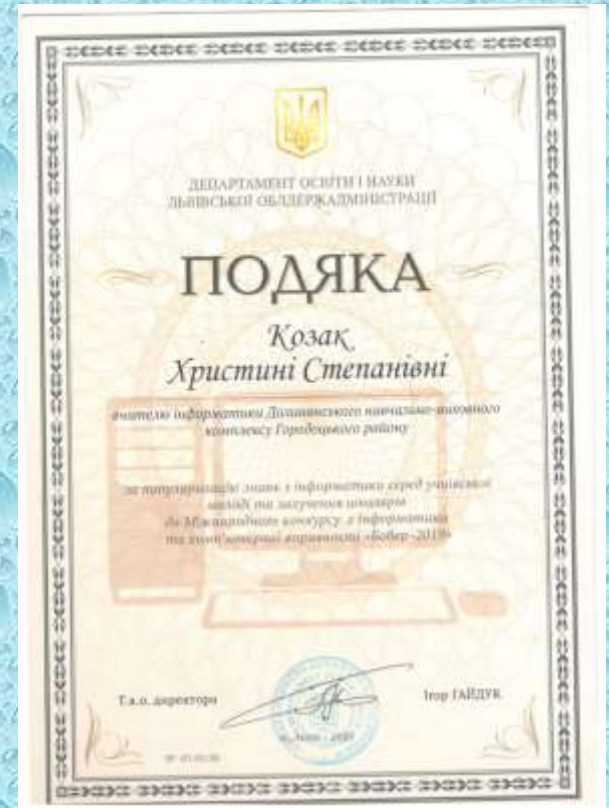 ДЕПАРТАМЕНТ ОСВІТИ І НАУКИ
ЛЬВІВСЬКОЇ ОБЛДЕРЖАДМІНІСТРАЦІЇ
ПОДЯКА
Козак
Христині Степанівні
вчителю інформатики навчально-виховного
комплексу Городоцького району
за популяризацію знань з інформатики серед учнівської
молоді та залучення школярів
до Міжнародного конкурсу з інформатики
та комп'ютерної вправності «Бобер-2019»
Т.в.о. директора
Ігор ГАЙДУК